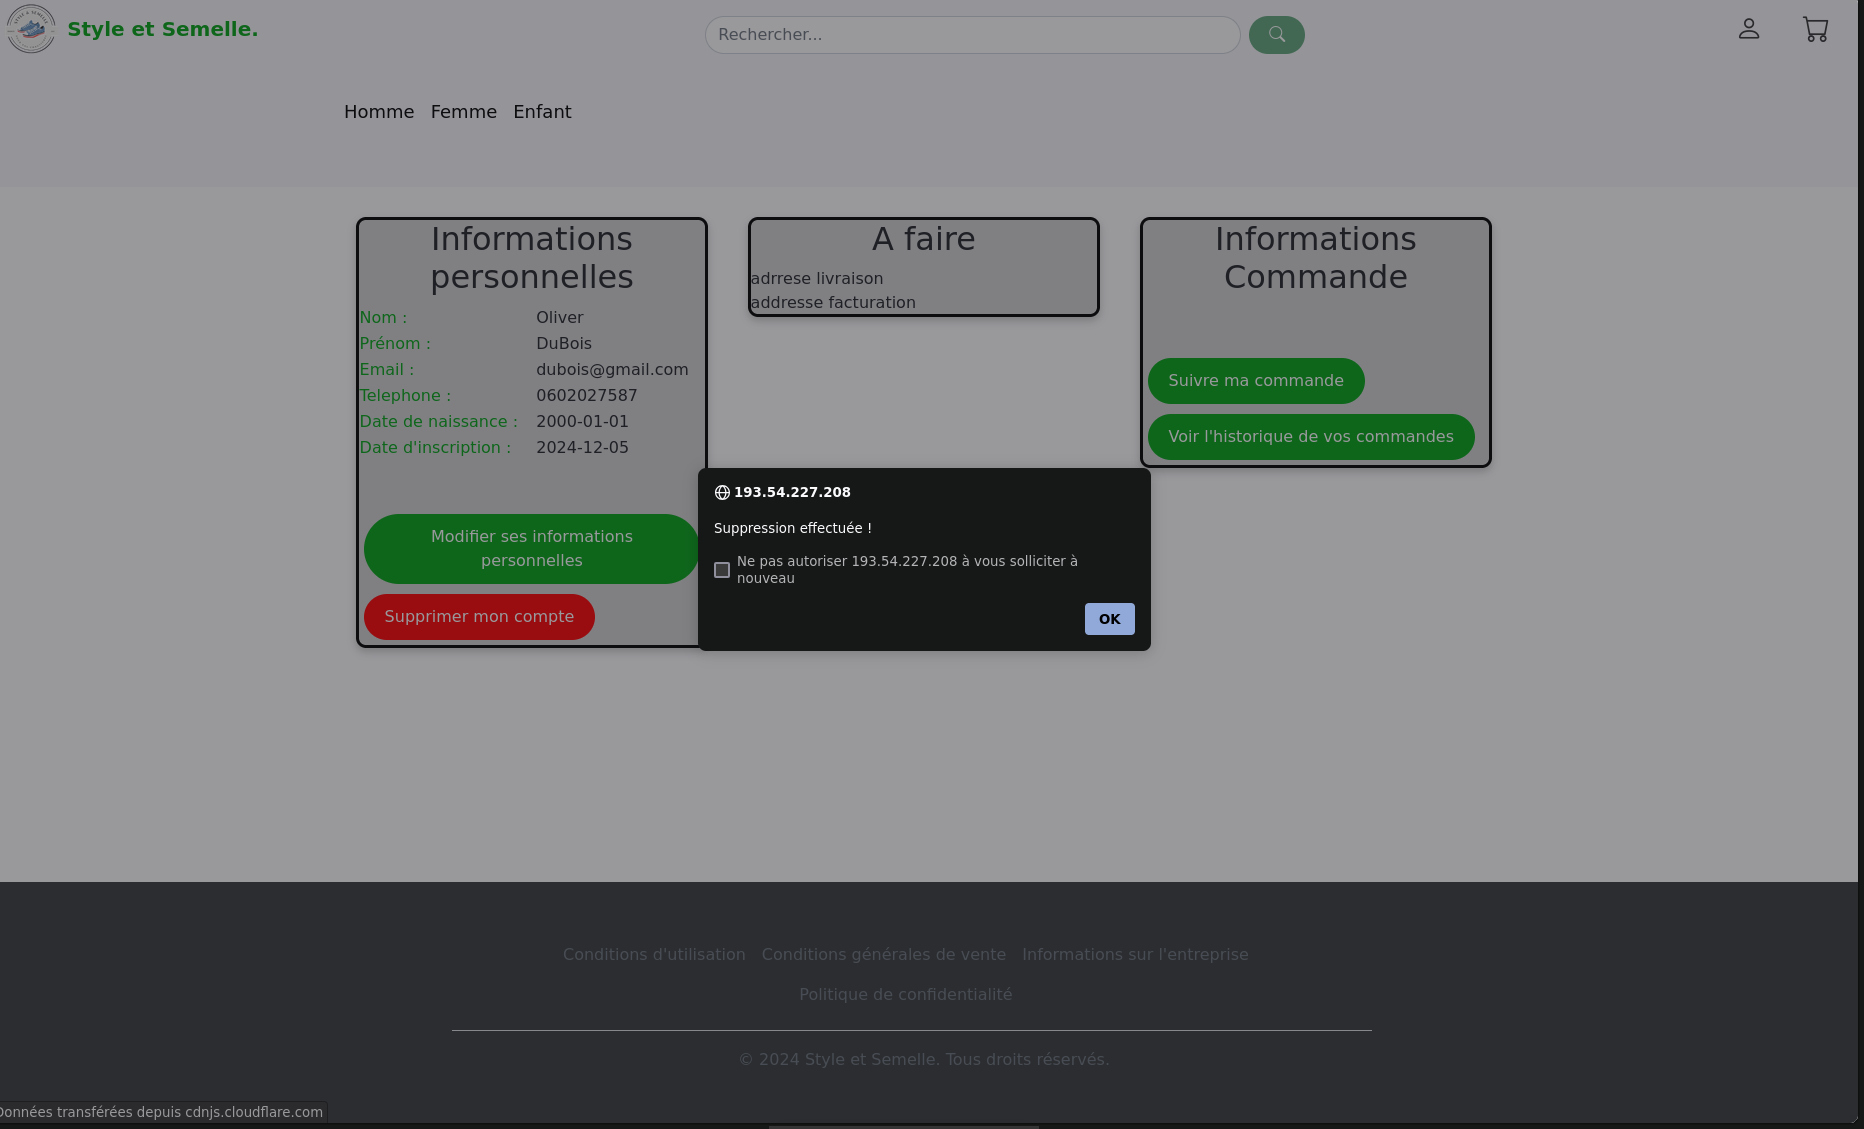 Style et Semelle.
Rechercher...
Homme Femme Enfant
Informations
personnelles
Nom : Oliver
Prénom : DuBois
Email : dubois@gmail.com
Telephone : 0602027587
Date de naissance : 2000-01-01
Date d'inscription : 2024-12-05
Modifier ses informations
personnelles
Supprimer mon compte
A faire
adrrese livraison
addresse facturation
Informations
Commande
Suivre ma commande
Voir l'historique de vos commandes
193.54.227.208
Suppression effectuée !
Ne pas autoriser 193.54.227.208 à vous solliciter à
nouveau
OK
Conditions d'utilisation Conditions générales de vente Informations sur l'entreprise
Politique de confidentialité
© 2024 Style et Semelle. Tous droits réservés.
Données transférées depuis cdnjs.cloudflare.com